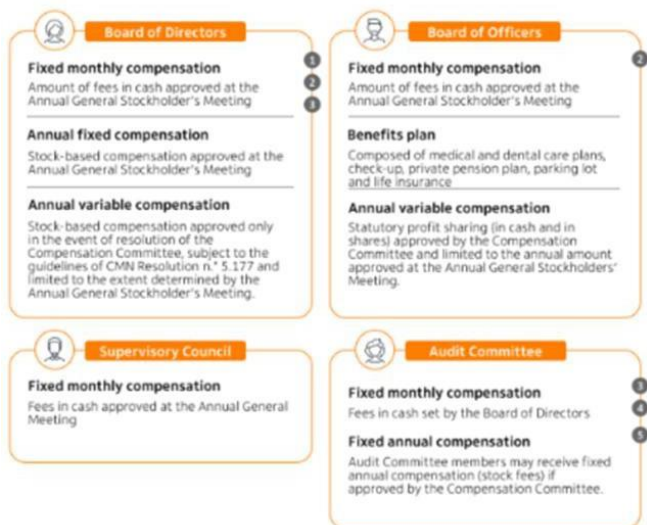 Board of Directors
Fixed monthly compensation
Amount of fees in cash approved at the
Annual General Stockholder's Meeting
1
2
3
Annual fixed compensation
Stock-based compensation approved at the
Annual General Stockholder's Meeting
Annual variable compensation
Stock-based compensation approved only
in the event of resolution of the
Compensation Committee, subject to the
guidelines of CMN Resolution n.° 5.177 and
limited to the extent determined by the
Annual General Stockholder's Meeting.
Board of Officers
Fixed monthly compensation
Amount of fees in cash approved at the
Annual General Stockholder's Meeting
2
Benefits plan
Composed of medical and dental care plans,
check-up, private pension plan, parking lot
and life insurance
Annual variable compensation
Statutory profit sharing (in cash and in
shares) approved by the Compensation
Committee and limited to the annual amount
approved at the Annual General Stockholders'
Meeting.
Supervisory Council
Fixed monthly compensation
Fees in cash approved at the Annual General
Meeting
Audit Committee
Fixed monthly compensation
Fees in cash set by the Board of Directors
3
4
5
Fixed annual compensation
Audit Committee members may receive fixed
annual compensation (stock fees) if
approved by the Compensation Committee.